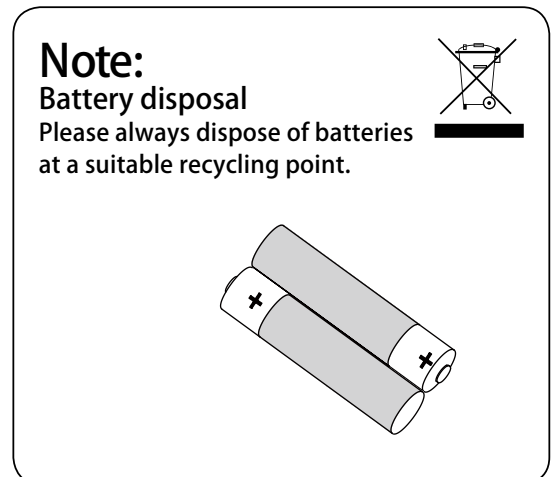 Note:
Battery disposal
Please always dispose of batteries
at a suitable recycling point.
+
+